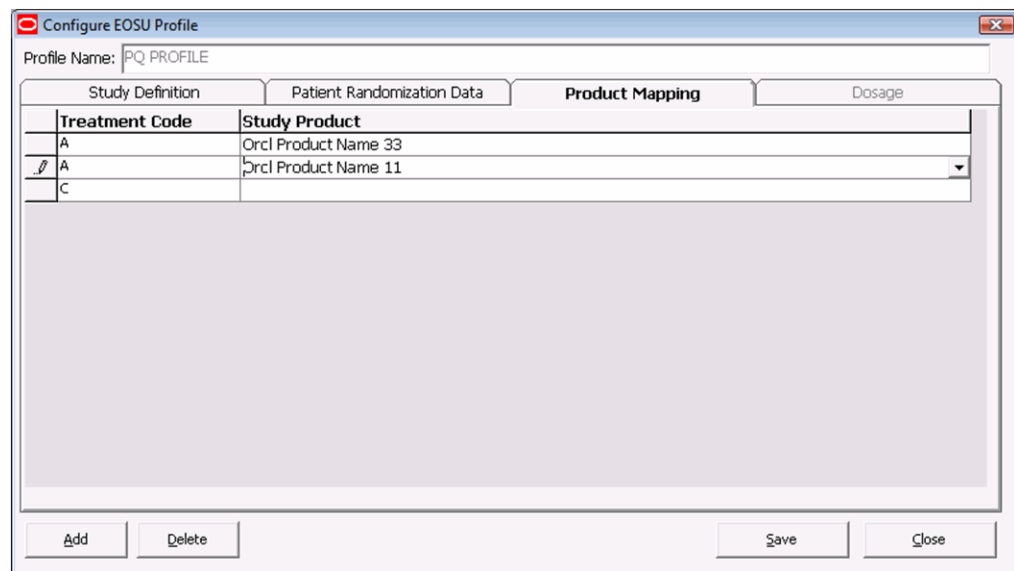 Configure EOSU Profile
Profile Name: PQ PROFILE
Study Definition Patient Randomization Data Product Mapping Dosage
Treatment Code Study Product
A Orcl Product Name 33
A Orcl Product Name 11
C
Add Delete Save Close